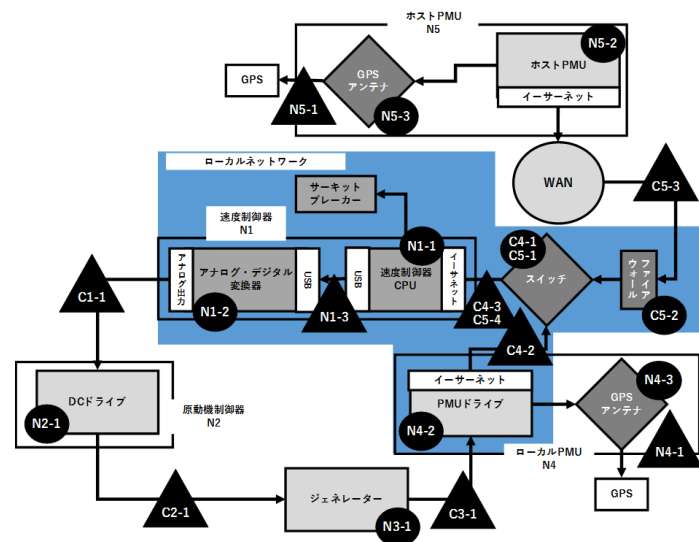 ホストPMU
N5
N5-2
GPS
GPS
アンテナ
ホストPMU
イーサーネット
N5-1
N5-3
ローカルネットワーク
WAN
C5-3
サーキット
ブレーカー
速度制御器
N1
N1-1
C4-1
C5-1
スイッチ
ファイアウォール
アナログ出力
アナログ・デジタル
変換器
USB
USB
速度制御器
CPU
イーサネット
C1-1
N1-2
N1-3
C4-3
C5-4
C5-2
C4-2
DCドライブ
原動機制御器
N2
N2-1
イーサーネット
PMUドライブ
N4-2
GPS
アンテナ
N4-3
N4-1
ローカルPMU
N4
C2-1
ジェネレーター
N3-1
C3-1
GPS